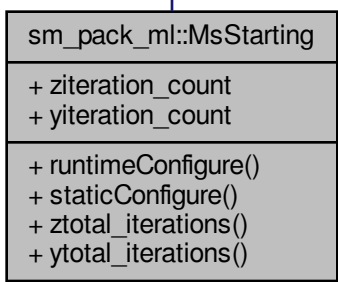 sm_pack_ml::MsStarting
+ ziteration_count
+ yiteration_count
+ runtimeConfigure()
+ staticConfigure()
+ ztotal_iterations()
+ ytotal_iterations()